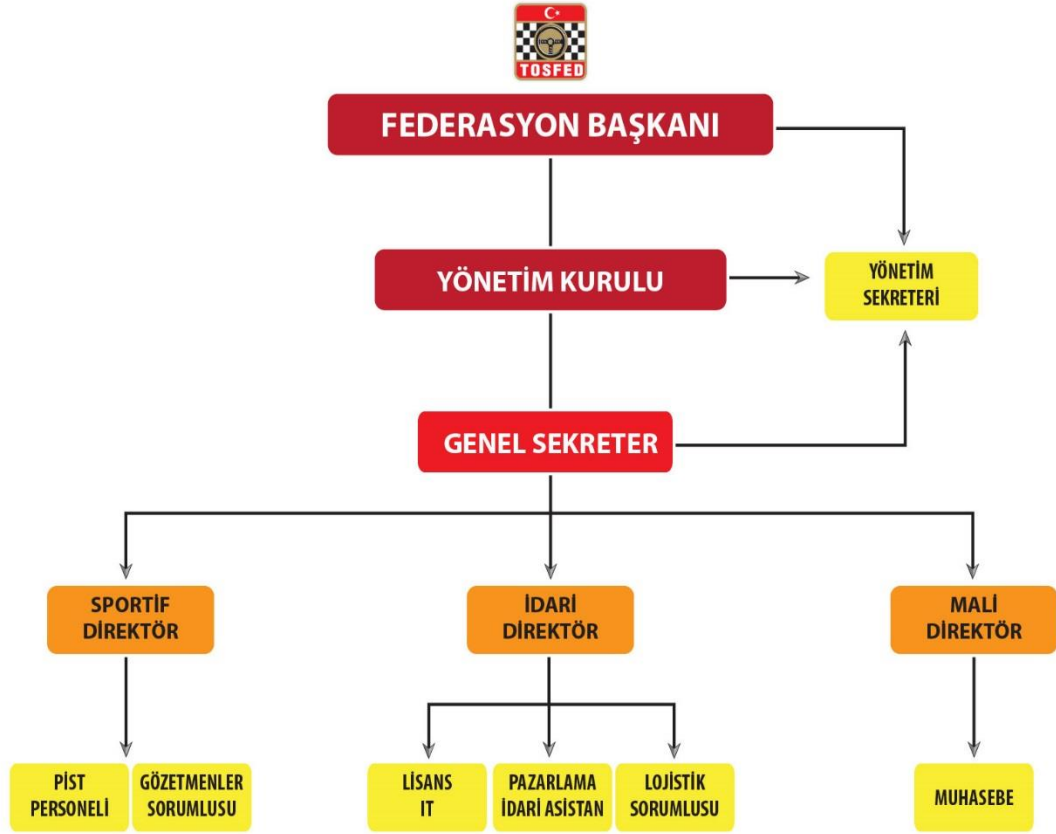 TOSFED
FEDERASYON BAŞKANI
YÖNETİM KURULU
YÖNETİM
SEKRETERİ
GENEL SEKRETER
SPORTİF
DİREKTÖR
İDARİ
DİREKTÖR
MALİ
DİREKTÖR
PİST
PERSONELİ
GÖZETMENLER
SORUMLUSU
LİSANS
IT
PAZARLAMA
İDARİ ASİSTAN
LOJİSTİK
SORUMLUSU
MUHASEBE